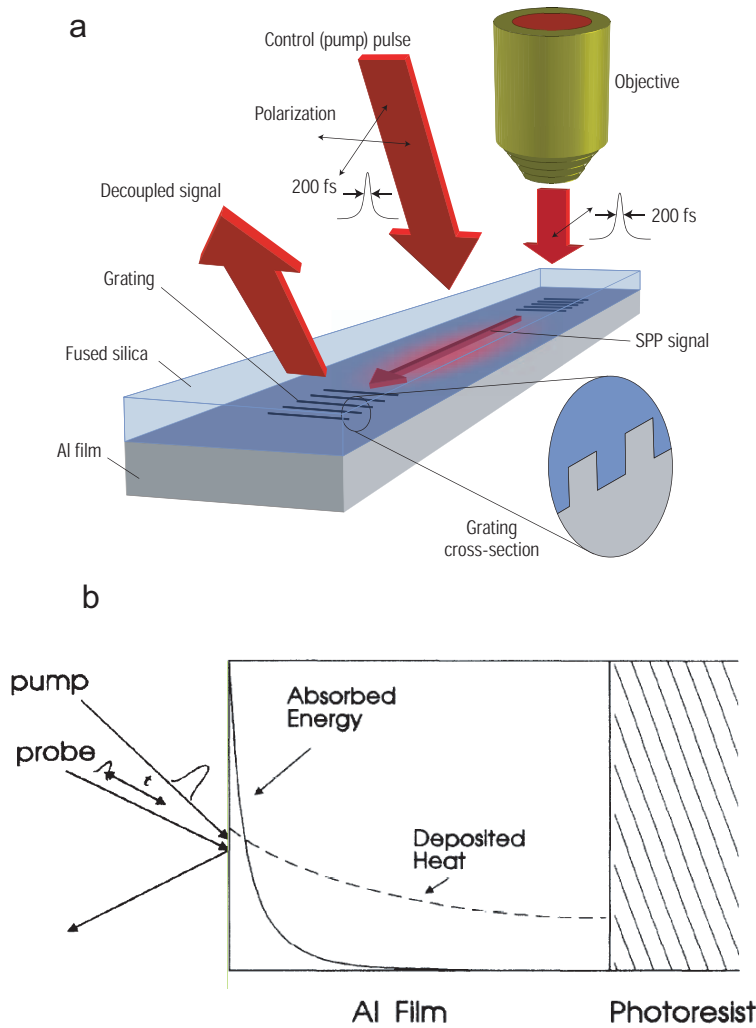 a
Control (pump) pulse
Objective
Polarization
200 fs
Decoupled signal
200 fs
Grating
SPP signal
Fused silica
Al film
Grating
cross-section
b
pump
Absorbed
Energy
probe
t
Deposited
Heat
Al Film
Photoresist